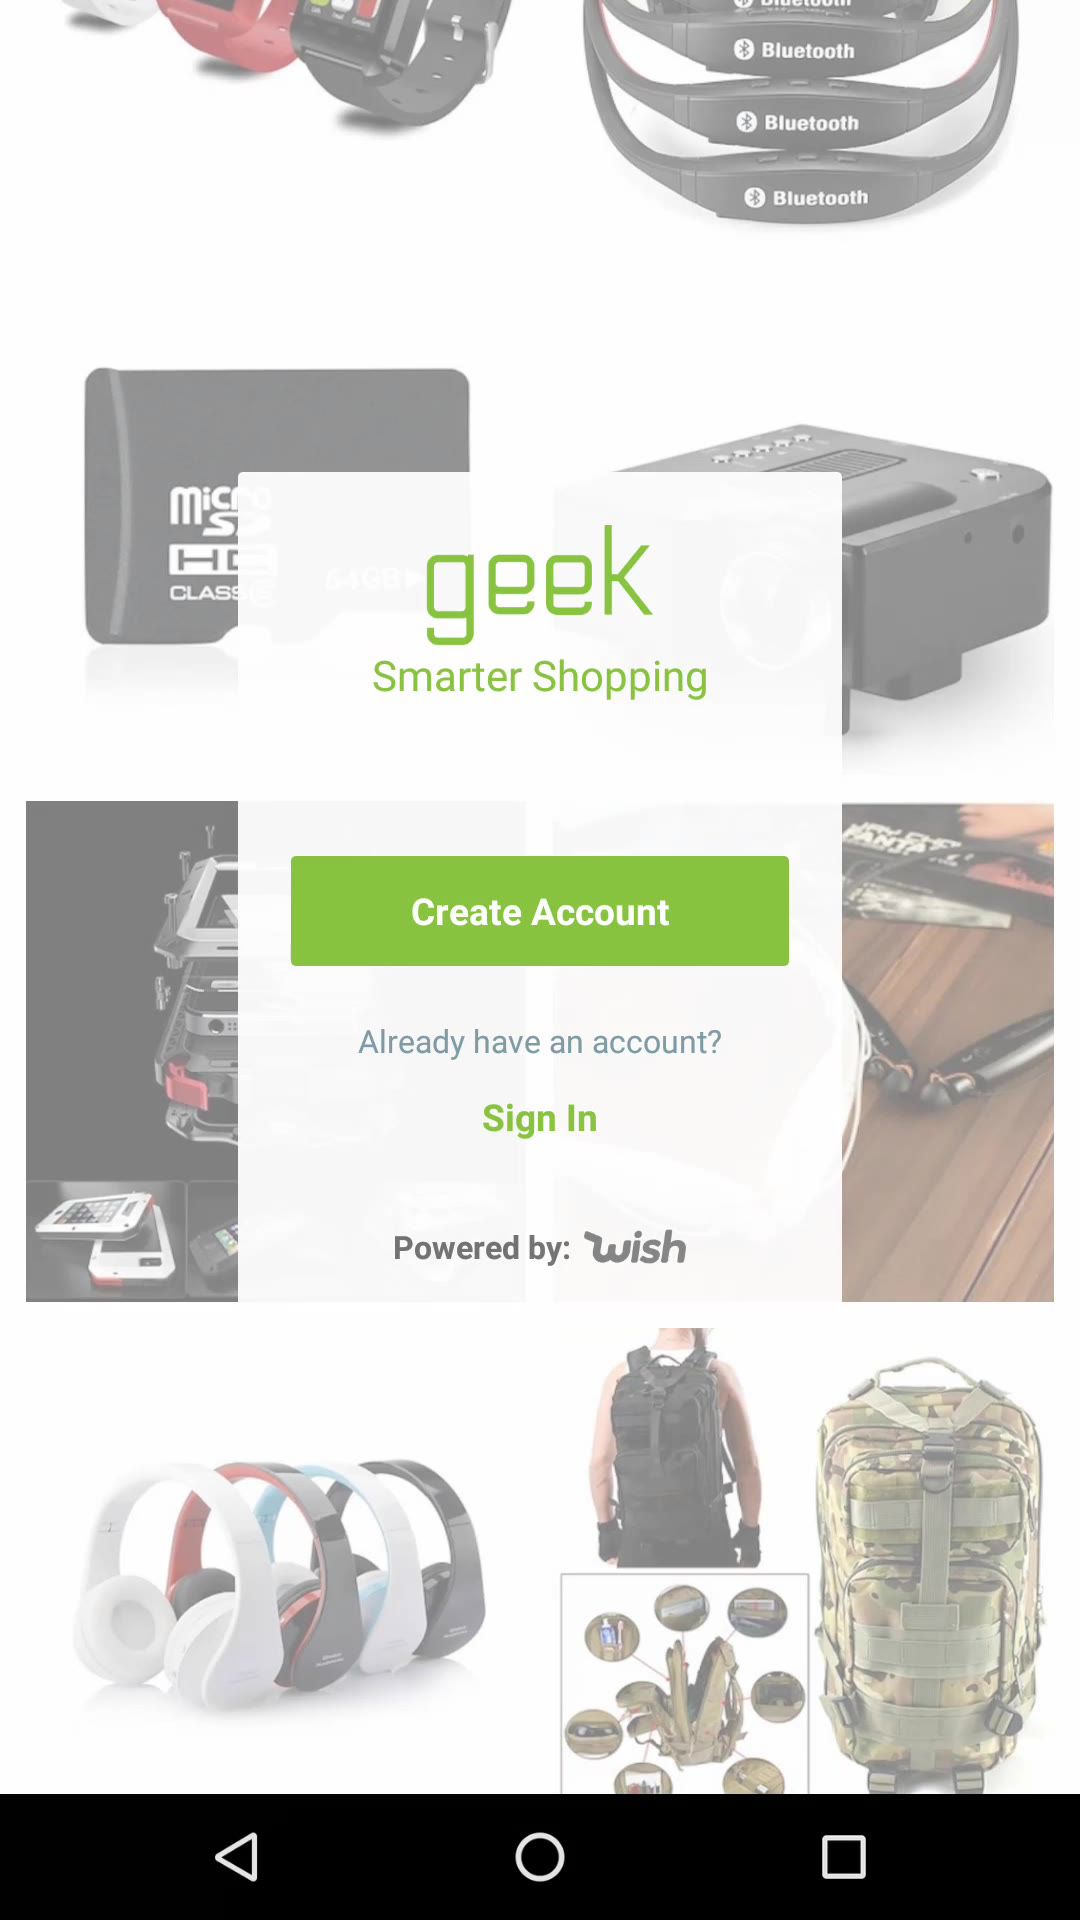 Bluetooth
Bluetooth
Bluetooth
Bluetooth
micro
HC
CLASS
64GB
geek
Smarter Shopping
Create Account
Already have an account?
Sign In
Powered by: wish